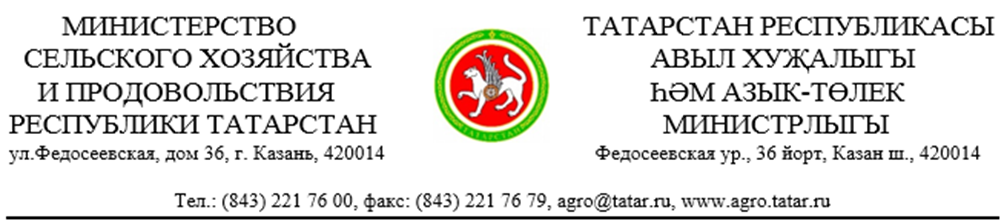 МИНИСТЕРСТВО
СЕЛЬСКОГО ХОЗЯЙСТВА
И ПРОДОВОЛЬСТВИЯ
РЕСПУБЛИКИ ТАТАРСТАН
ул.Федосеевская, дом 36, г. Казань, 420014
ТАТАРСТАН
ТАТАРСТАН РЕСПУБЛИКАСЫ
АВЫЛ ХУҖАЛЫГЫ
ҺӘМ АЗЫК-ТӨЛЕК
МИНИСТРЛЫГЫ
Федосеевская ур., 36 йорт, Казан ш., 420014
Тел.: (843) 221 76 00, факс: (843) 221 76 79, agro@tatar.ru, www.agro.tatar.ru